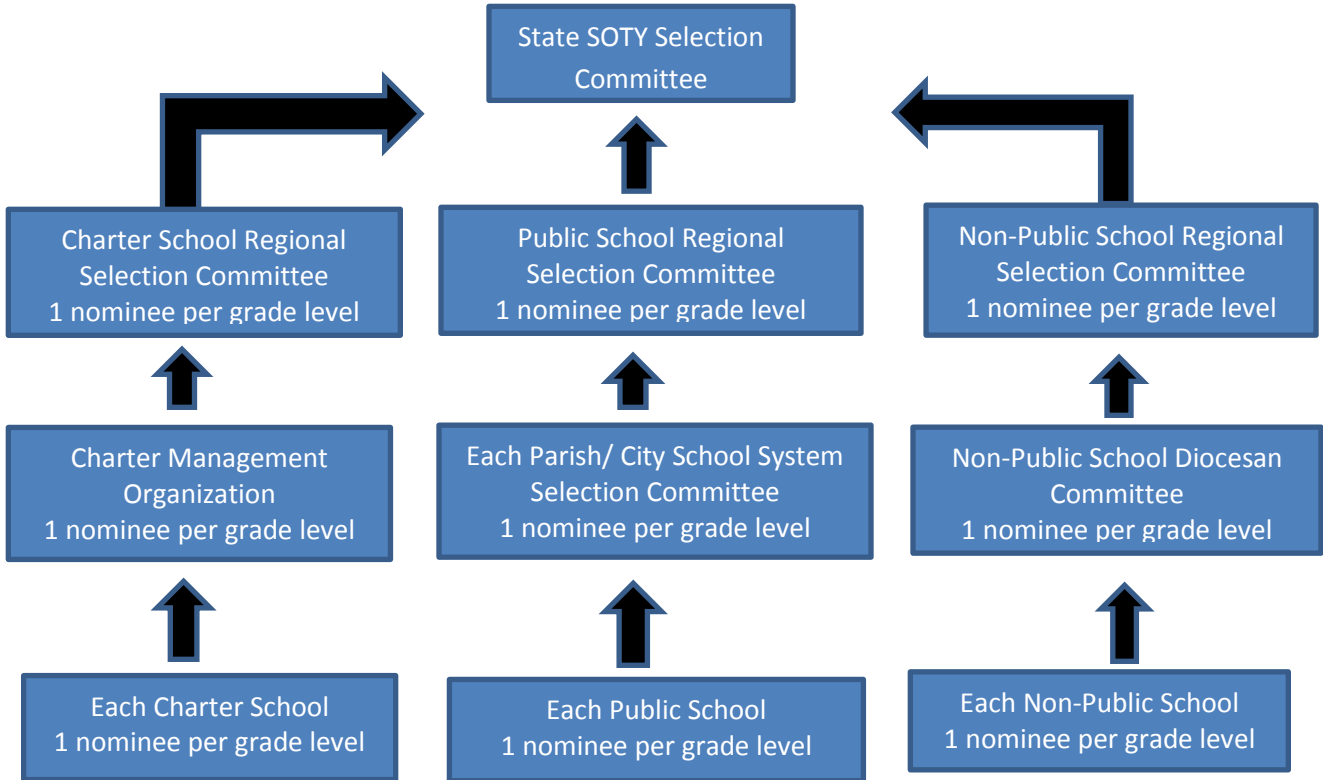 State SOTY Selection
Committee
Charter School Regional
Selection Committee
1 nominee per grade level
Public School Regional
Selection Committee
1 nominee per grade level
Non-Public School Regional
Selection Committee
1 nominee per grade level
Charter Management
Organization
1 nominee per grade level
Each Parish/ City School System
Selection Committee
1 nominee per grade level
Non-Public School Diocesan
Committee
1 nominee per grade level
Each Charter School
1 nominee per grade level
Each Public School
1 nominee per grade level
Each Non-Public School
1 nominee per grade level